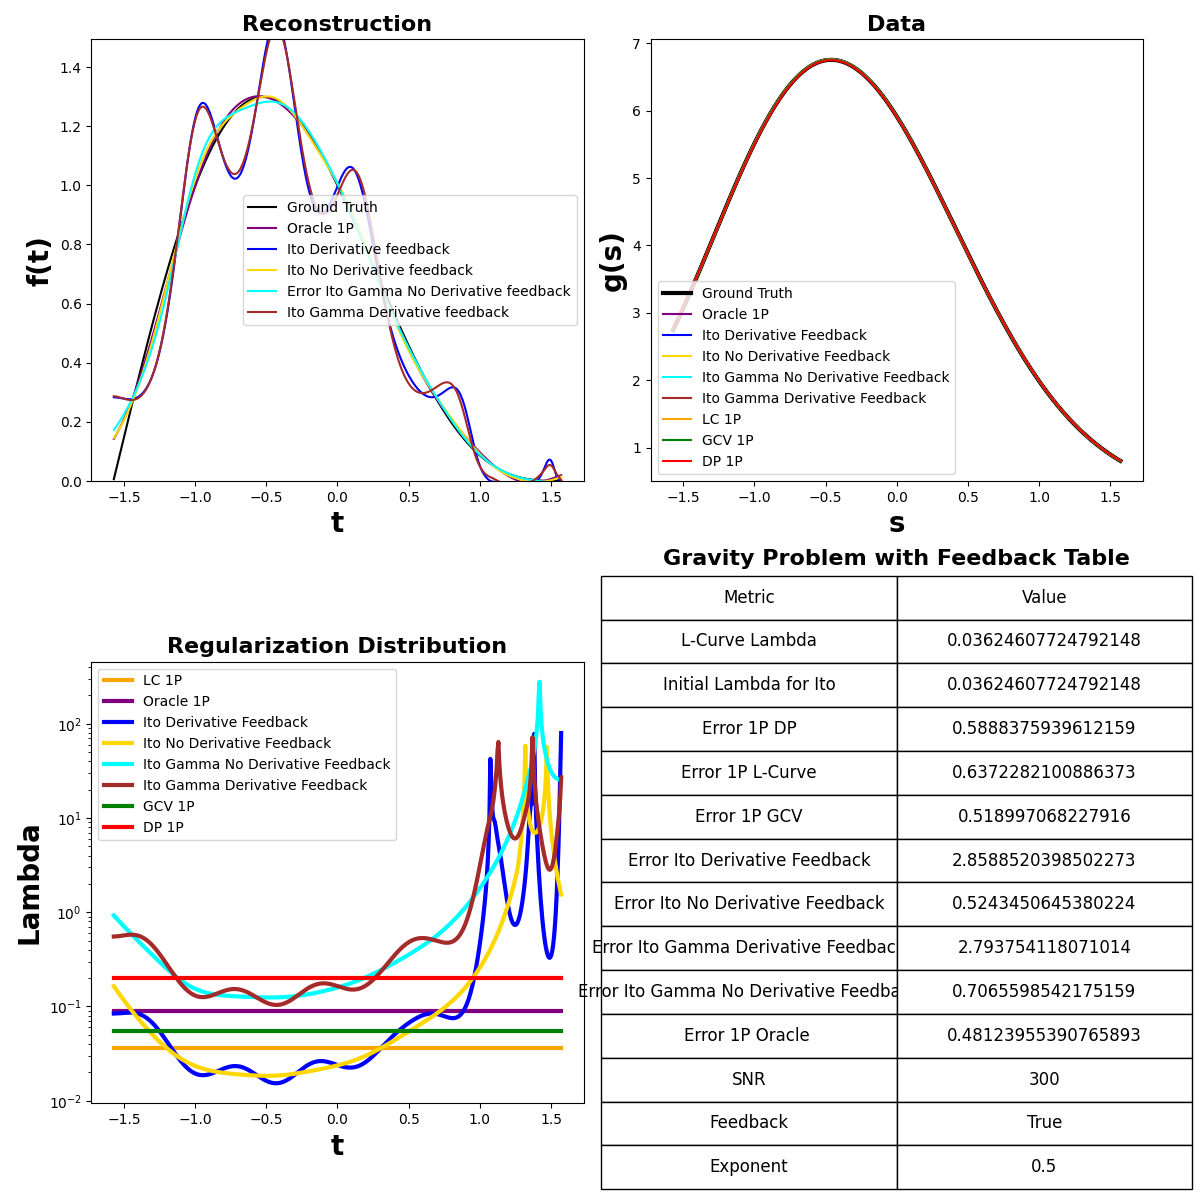 Reconstruction
f(t)
1.4
1.2
1.0
0.8
0.6
0.4
0.2
0.0
Ground Truth
Oracle 1P
Ito Derivative feedback
Ito No Derivative feedback
Error Ito Gamma No Derivative feedback
Ito Gamma Derivative feedback
−1.5 −1.0 −0.5 0.0 0.5 1.0 1.5
t
Data
g(s)
7
6
5
4
3
2
1
Ground Truth
Oracle 1P
Ito Derivative Feedback
Ito No Derivative Feedback
Ito Gamma No Derivative Feedback
Ito Gamma Derivative Feedback
LC 1P
GCV 1P
DP 1P
−1.5 −1.0 −0.5 0.0 0.5 1.0 1.5
s
Regularization Distribution
Lambda
10²
10¹
10⁰
10⁻¹
10⁻²
LC 1P
Oracle 1P
Ito Derivative Feedback
Ito No Derivative Feedback
Ito Gamma No Derivative Feedback
Ito Gamma Derivative Feedback
GCV 1P
DP 1P
−1.5 −1.0 −0.5 0.0 0.5 1.0 1.5
t
Gravity Problem with Feedback Table
Metric Value
L-Curve Lambda 0.03624607724792148
Initial Lambda for Ito 0.03624607724792148
Error 1P DP 0.5888375939612159
Error 1P L-Curve 0.6372282100886373
Error 1P GCV 0.518997068227916
Error Ito Derivative Feedback 2.8588520398502273
Error Ito No Derivative Feedback 0.5243450645380224
Error Ito Gamma Derivative Feedbac 2.793754118071014
Error Ito Gamma No Derivative Feedba 0.7065598542175159
Error 1P Oracle 0.48123955390765893
SNR 300
Feedback True
Exponent 0.5